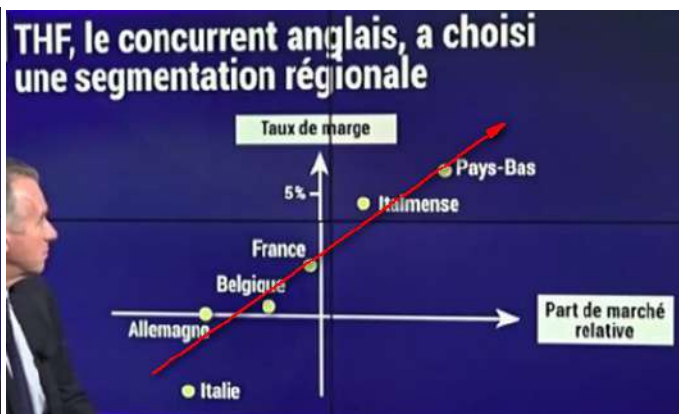 THF, le concurrent anglais, a choisi
une segmentation régionale
Taux de marge
5%
Pays-Bas
Italmense
France
Belgique
Part de marché
relative
Allemagne
Italie